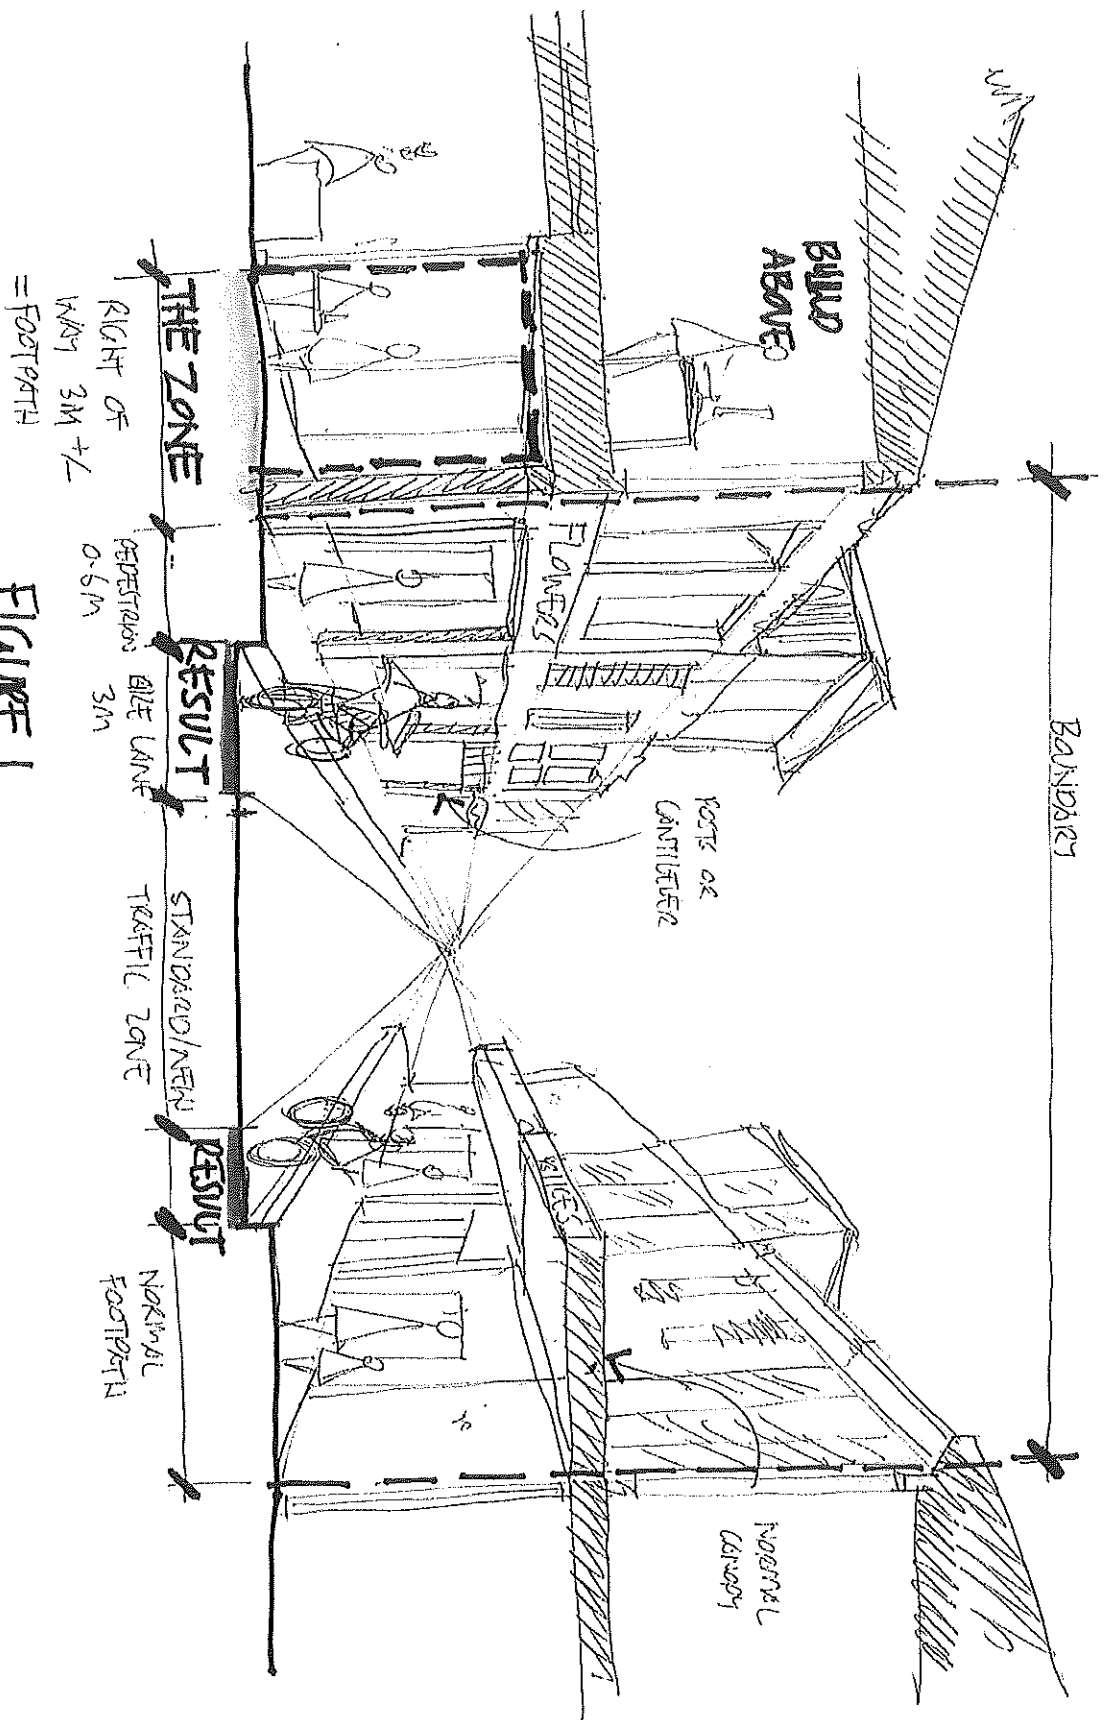 BOUNDARY
BUILD
ABOVE
POSTS OR
CANTILEVER
NORMAL
CANOPY
FLOWERS
THE ZONE
RESULT
RESULT
RIGHT OF
WAY 3M +/-
=FOOTPATH
PEDESTRIAN
0.6M
BIKE LANE
3M
STANDARD/NEW
TRAFFIC ZONE
NORMAL
FOOTPATH
FIGURE 1